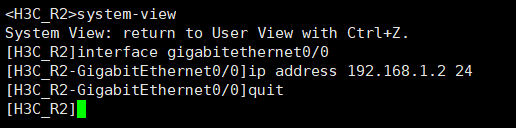 <H3C_R2>system-view
System View: return to User View with Ctrl+Z.
[H3C_R2]interface gigabitethernet0/0
[H3C_R2-GigabitEthernet0/0]ip address 192.168.1.2 24
[H3C_R2-GigabitEthernet0/0]quit
[H3C_R2]